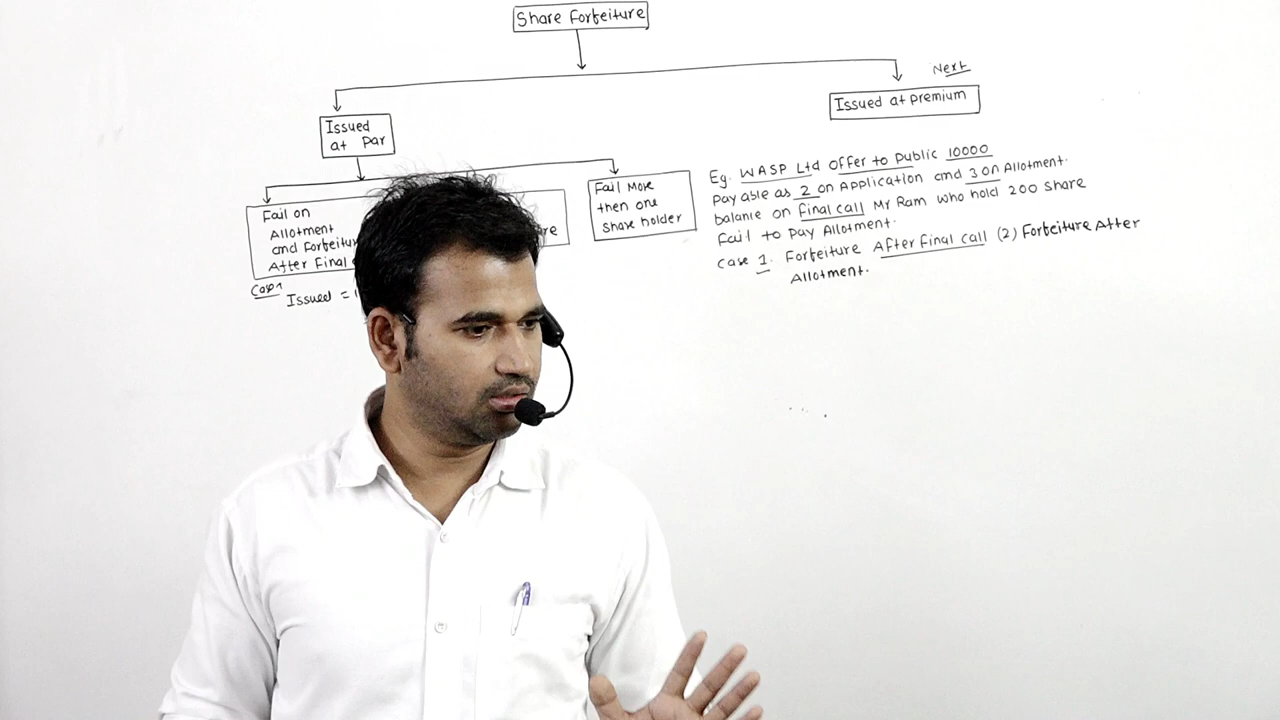 Share Forfeiture
Next
Issued at premium
Issued
at Par
Fail on
Allotment
and Forfeitur
After Final
Fail More
then one
share holder
Case 1
Issued =
Eg. WASP Ltd offer to Public 10000
Payable as 2 on Application and 3 on Allotment.
balance on final call Mr Ram who hold 200 share
Fail to Pay Allotment.
case 1. Forfeiture After final call (2) Forfeiture After
Allotment.